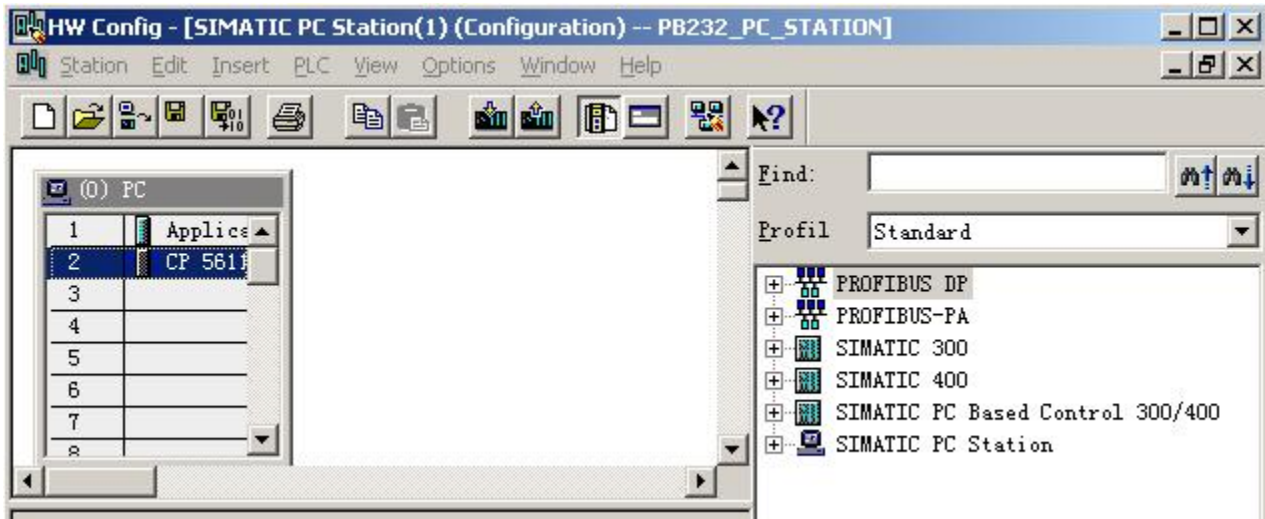 HW Config - [SIMATIC PC Station(1) (Configuration) -- PB232_PC_STATION]
Station Edit Insert PLC View Options Window Help
(0) PC
1 Applica
2 CP 5611
3
4
5
6
7
8
Find:
Profil Standard
PROFIBUS DP
PROFIBUS-PA
SIMATIC 300
SIMATIC 400
SIMATIC PC Based Control 300/400
SIMATIC PC Station